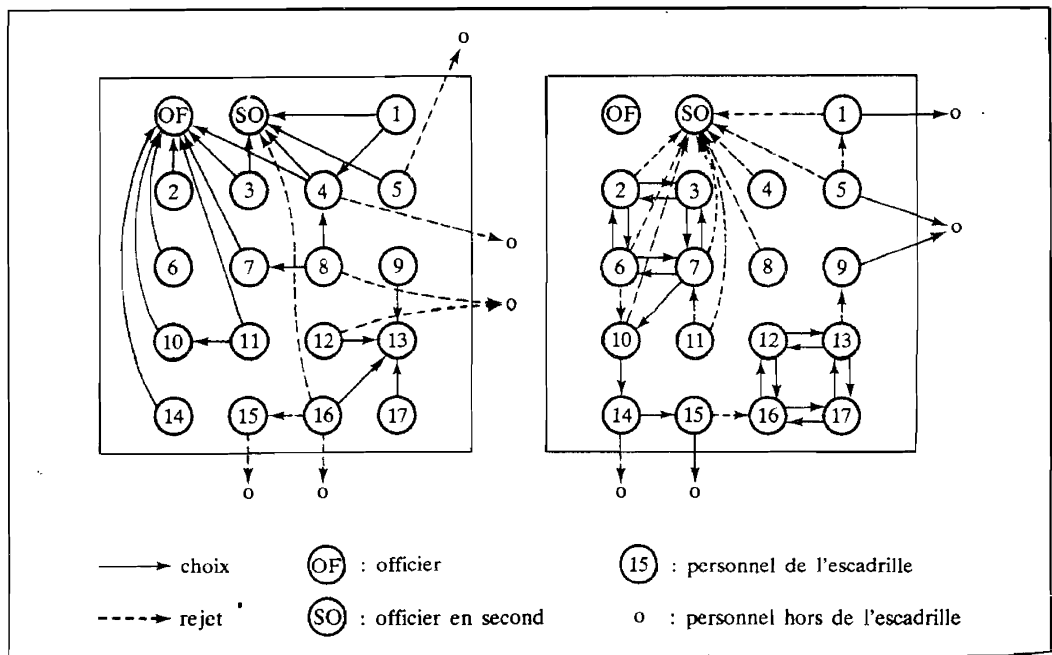 o
OF SO 1
2 3 4 5
o
6 7 8 9
o
10 11 12 13
14 15 16 17
o o
OF SO 1 o
2 3 4 5
o
6 7 8 9
10 11 12 13
14 15 16 17
o o
choix
OF : officier
15 : personnel de l'escadrille
rejet
SO : officier en second
o : personnel hors de l'escadrille